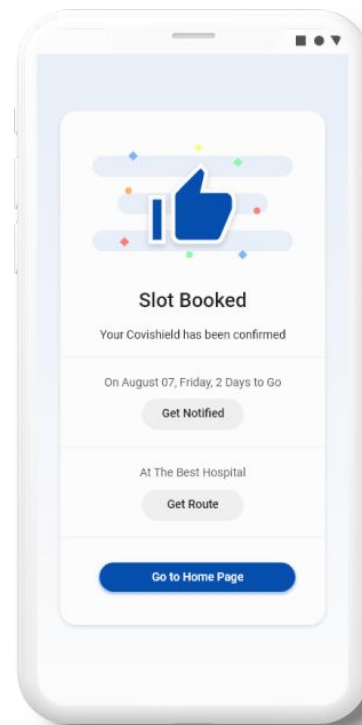 Slot Booked
Your Covishield has been confirmed
On August 07, Friday, 2 Days to Go
Get Notified
At The Best Hospital
Get Route
Go to Home Page